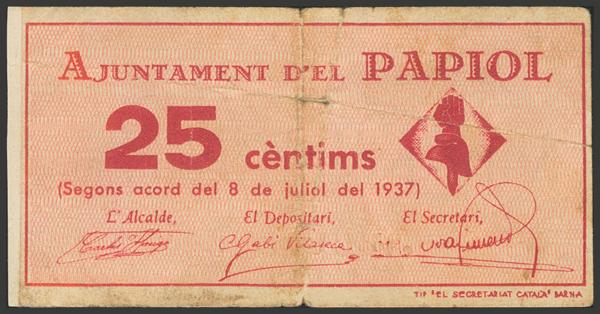 AJUNTAMENT D'EL PAPIOL
25 cèntims
(Segons acord del 8 de juliol del 1937)
L'Alcalde, El Depositari, El Secretari,
TIP "EL SECRETARIAT CATALÀ" BARNA